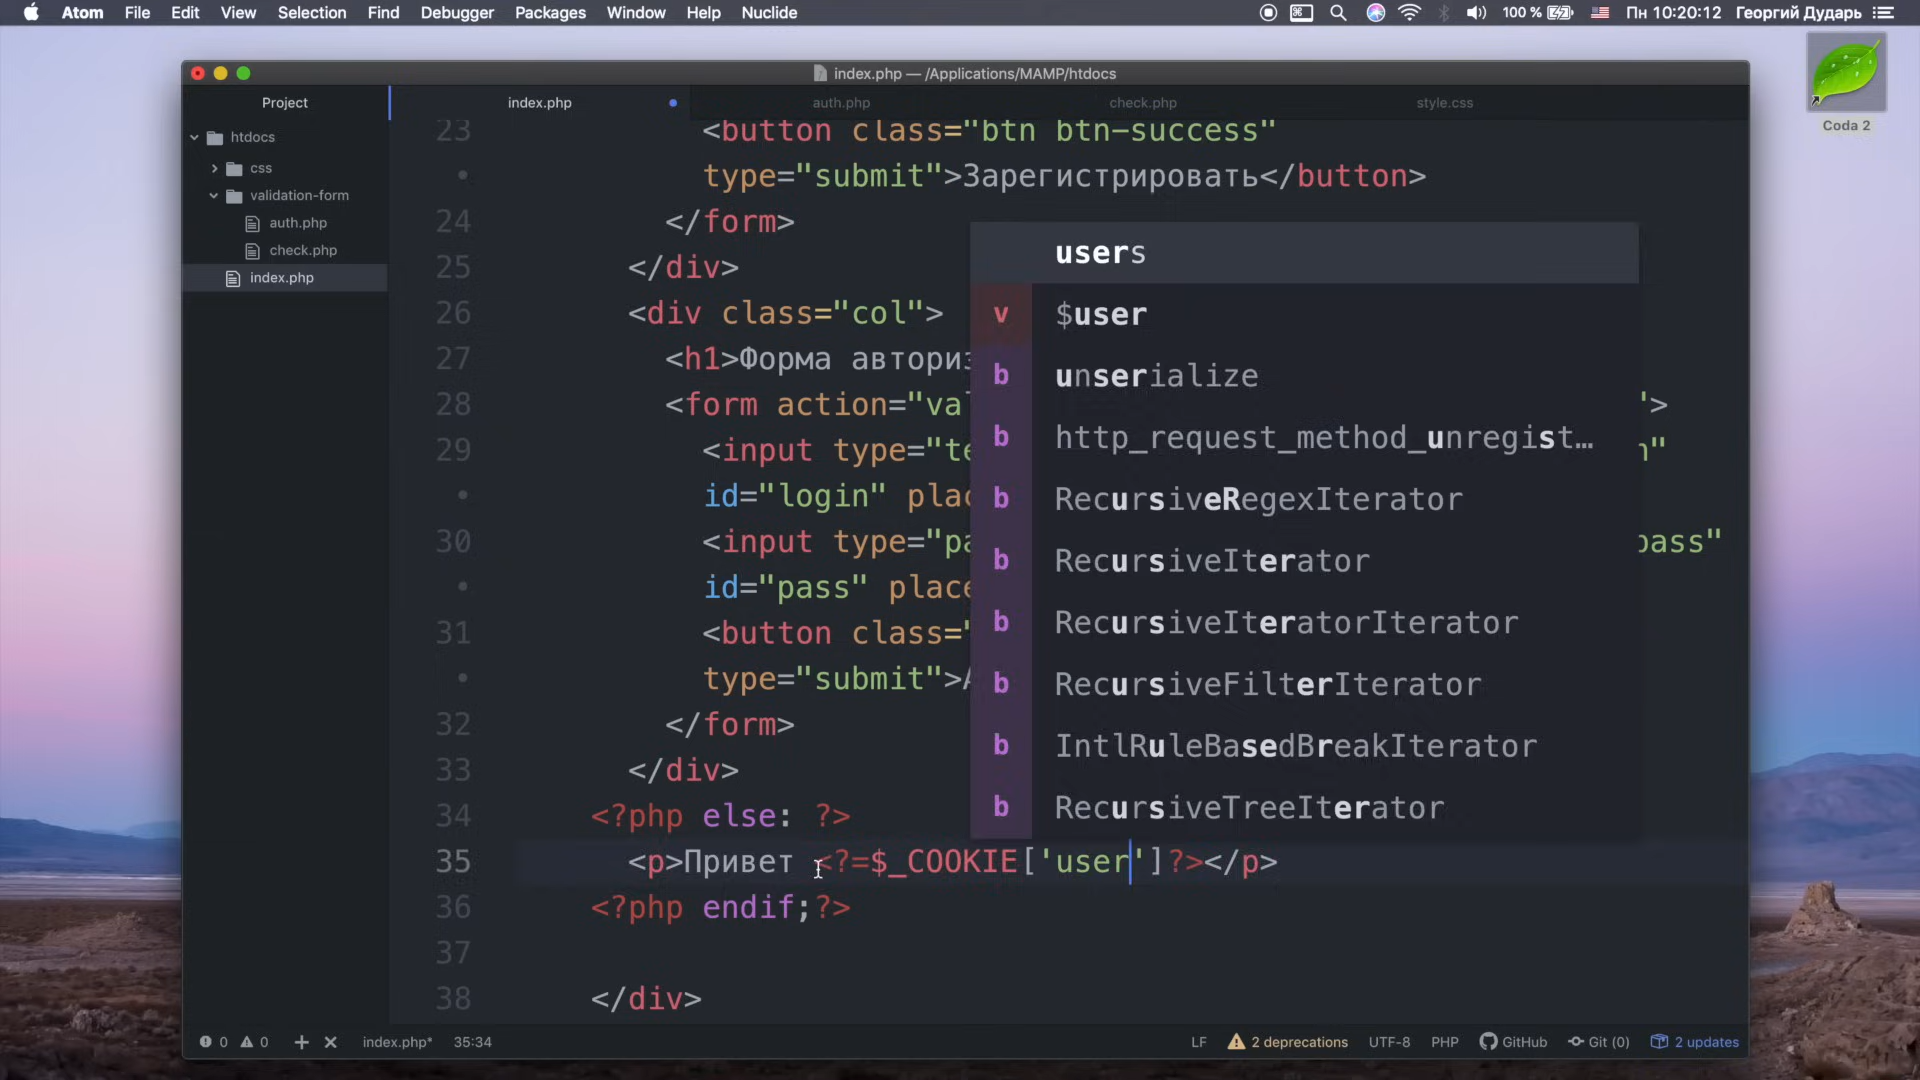 Atom File Edit View Selection Find Debugger Packages Window Help Nuclide 100 % Пн 10:20:12 Георгий Дударь
Coda 2
index.php — /Applications/MAMP/htdocs
Project index.php auth.php check.php style.css
htdocs
css
validation-form
auth.php
check.php
index.php
23 <button class="btn btn-success"
type="submit">Зарегистрировать</button>
24 </form>
25 </div>
26 <div class="col">
27 <h1>Форма авториз
28 <form action="val ">
29 <input type="te "
id="login" plac
30 <input type="pa pass"
id="pass" place
31 <button class="
type="submit">А
32 </form>
33 </div>
34 <?php else: ?>
35 <p>Привет <?=$_COOKIE['user']?></p>
36 <?php endif;?>
37
38 </div>
users
v $user
b unserialize
b http_request_method_unregist…
b RecursiveRegexIterator
b RecursiveIterator
b RecursiveIteratorIterator
b RecursiveFilterIterator
b IntlRuleBasedBreakIterator
b RecursiveTreeIterator
0 0 index.php* 35:34 LF 2 deprecations UTF-8 PHP GitHub Git (0) 2 updates